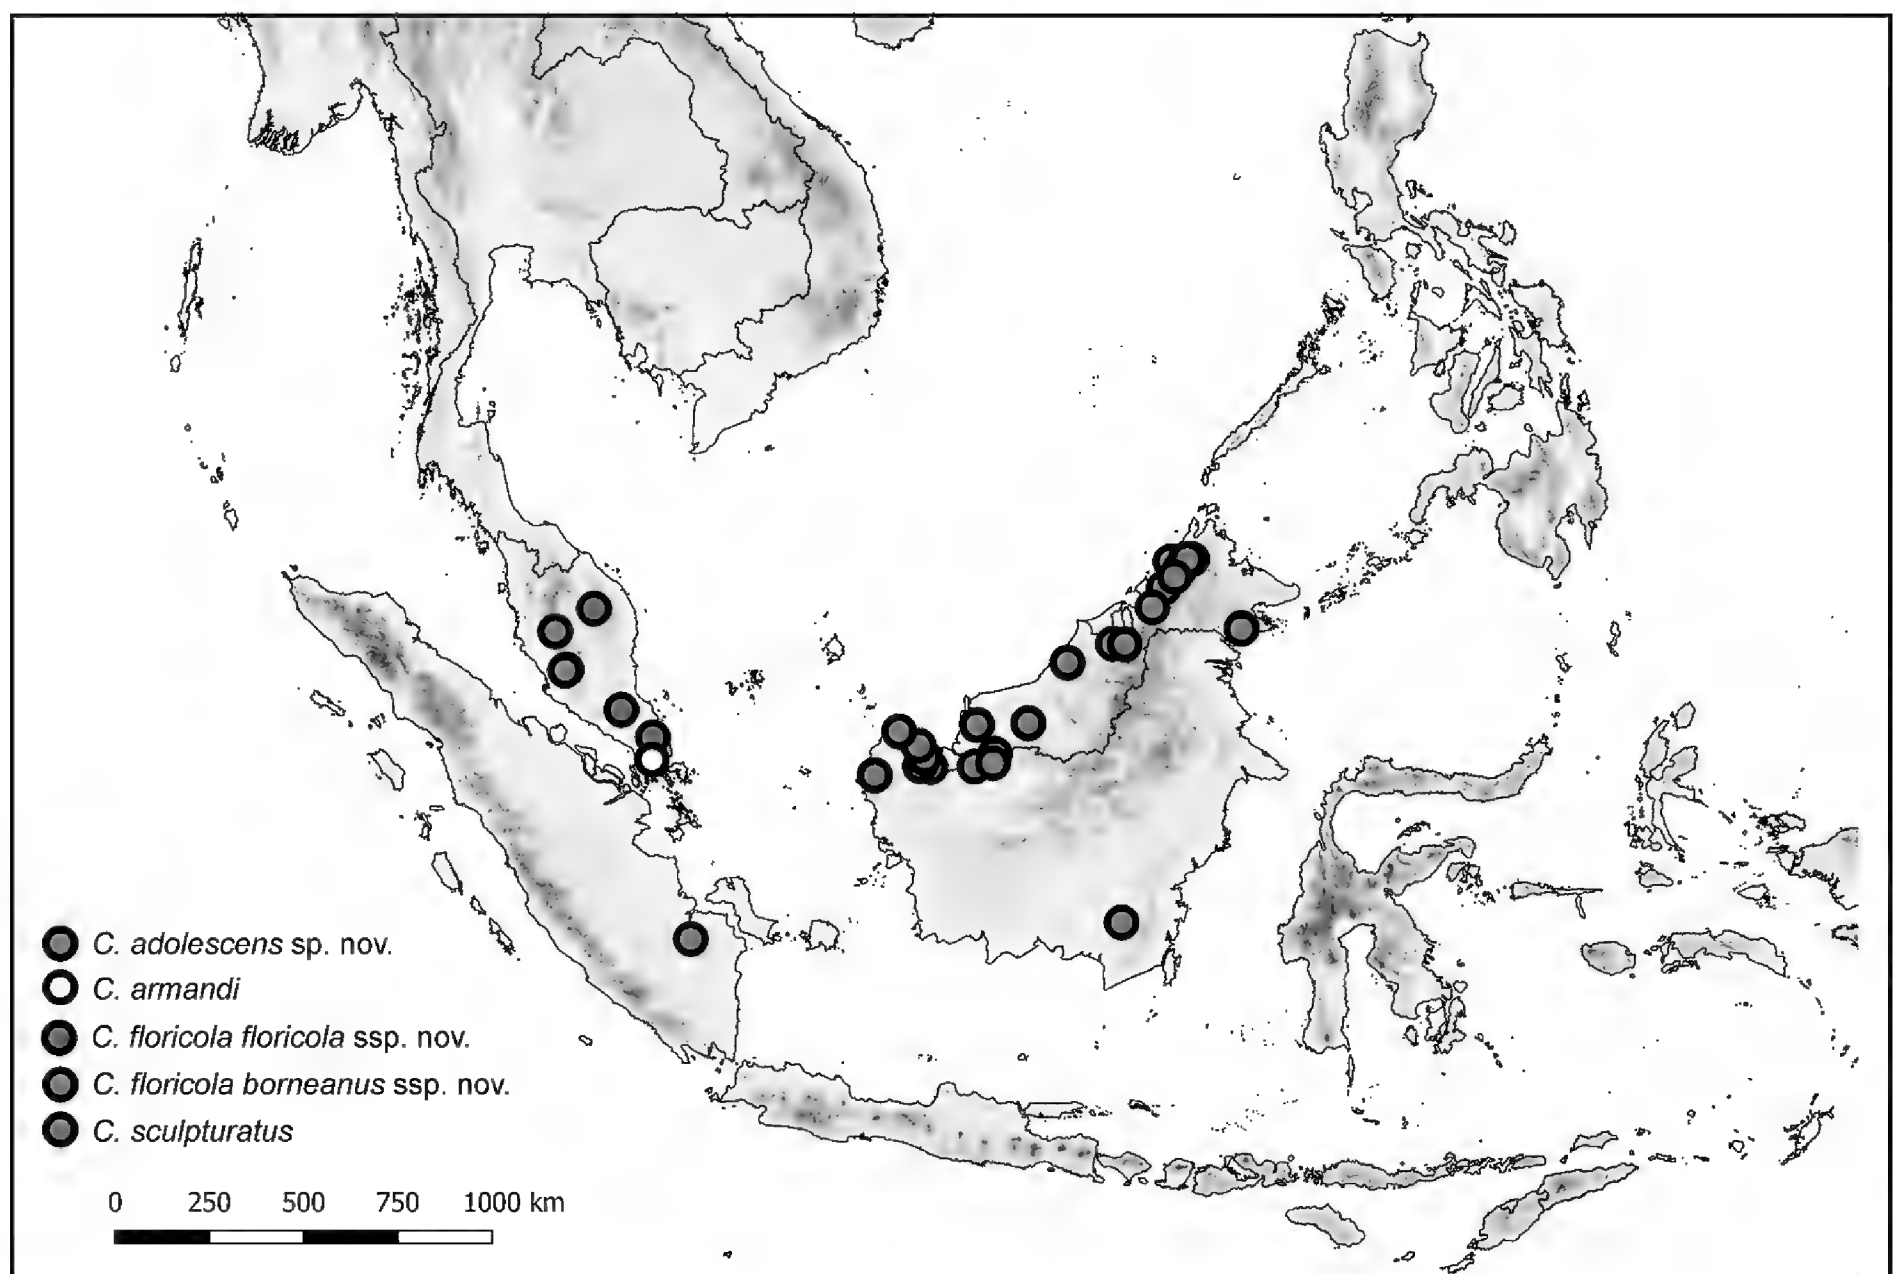 C. adolescens sp. nov.
C. armandi
C. floricola floricola ssp. nov.
C. floricola borneanus ssp. nov.
C. sculpturatus
0 250 500 750 1000 km